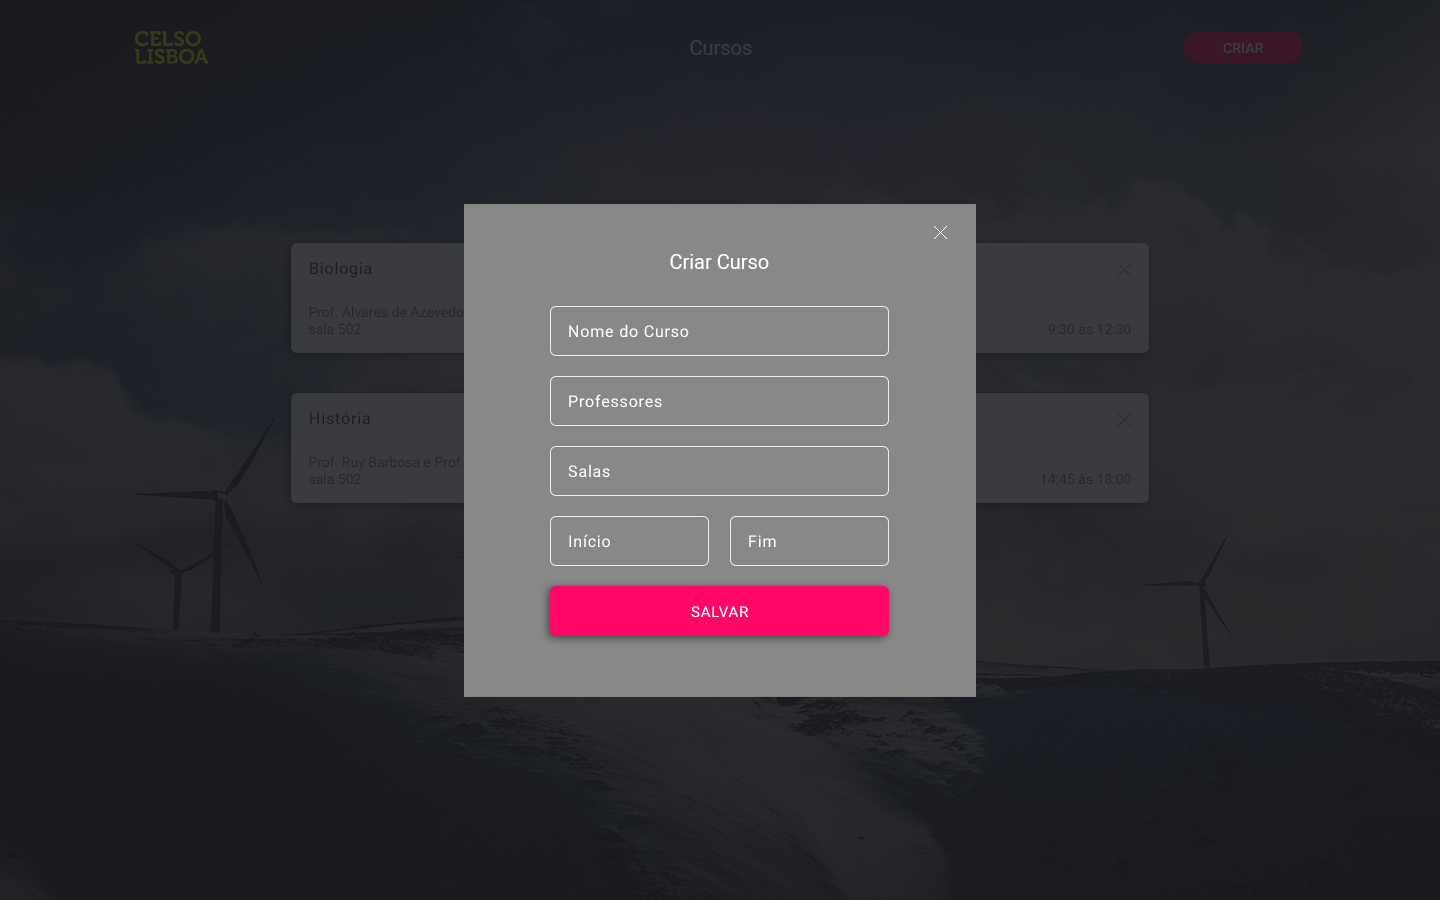 CELSO
LISBOA
Cursos
CRIAR
Biologia
Prof. Álvares de Azevedo
sala 502
9:30 às 12:30
História
Prof. Ruy Barbosa e Prof.
sala 502
14:45 às 18:00
Criar Curso
Nome do Curso
Professores
Salas
Início
Fim
SALVAR